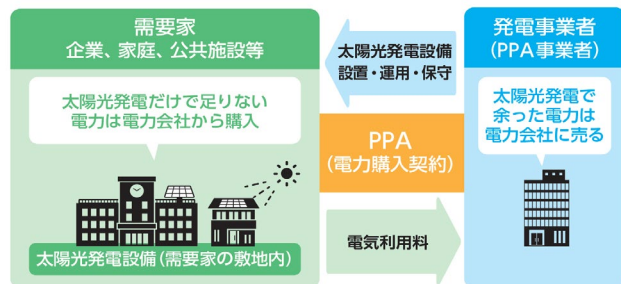 需要家
企業、家庭、公共施設等
太陽光発電だけで足りない
電力は電力会社から購入
太陽光発電設備(需要家の敷地内)
太陽光発電設備
設置・運用・保守
PPA
(電力購入契約)
電気利用料
発電事業者
(PPA事業者)
太陽光発電で
余った電力は
電力会社に売る